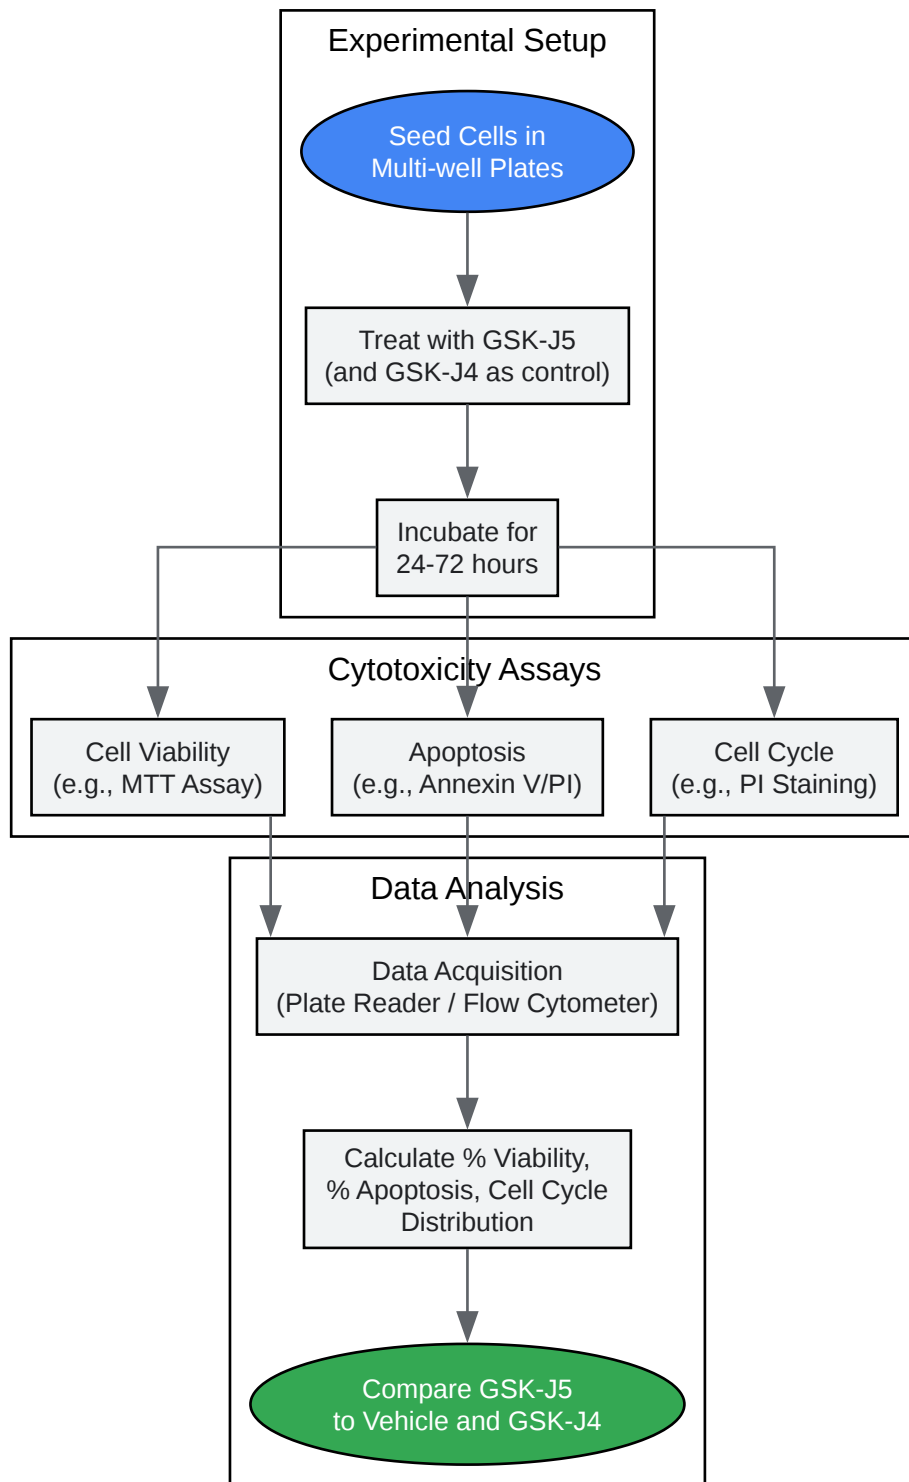 Experimental Setup
Seed Cells in
Multi-well Plates
Treat with GSK-J5
(and GSK-J4 as control)
Incubate for
24-72 hours
Cytotoxicity Assays
Cell Viability
(e.g., MTT Assay)
Apoptosis
(e.g., Annexin V/PI)
Cell Cycle
(e.g., PI Staining)
Data Analysis
Data Acquisition
(Plate Reader / Flow Cytometer)
Calculate % Viability,
% Apoptosis, Cell Cycle
Distribution
Compare GSK-J5
to Vehicle and GSK-J4